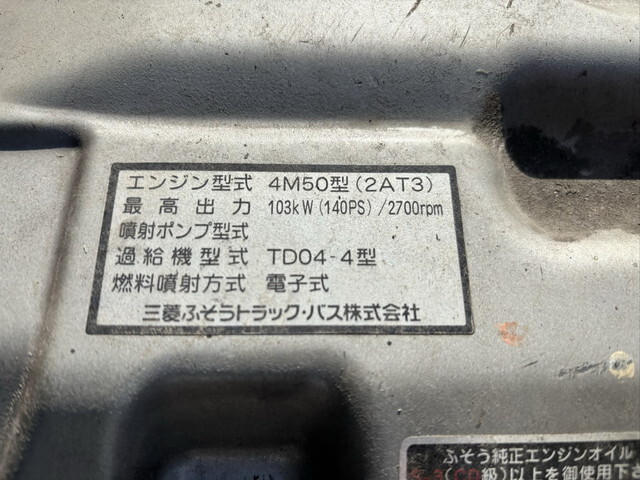 エンジン型式 4M50型(2AT3)
最高出力 103kW(140PS)/2700rpm
噴射ポンプ型式
過給機型式 TD04-4型
燃料噴射方式 電子式
三菱ふそうトラック・バス株式会社
ふそう純正エンジンオイル
級)以上を御使用下さ